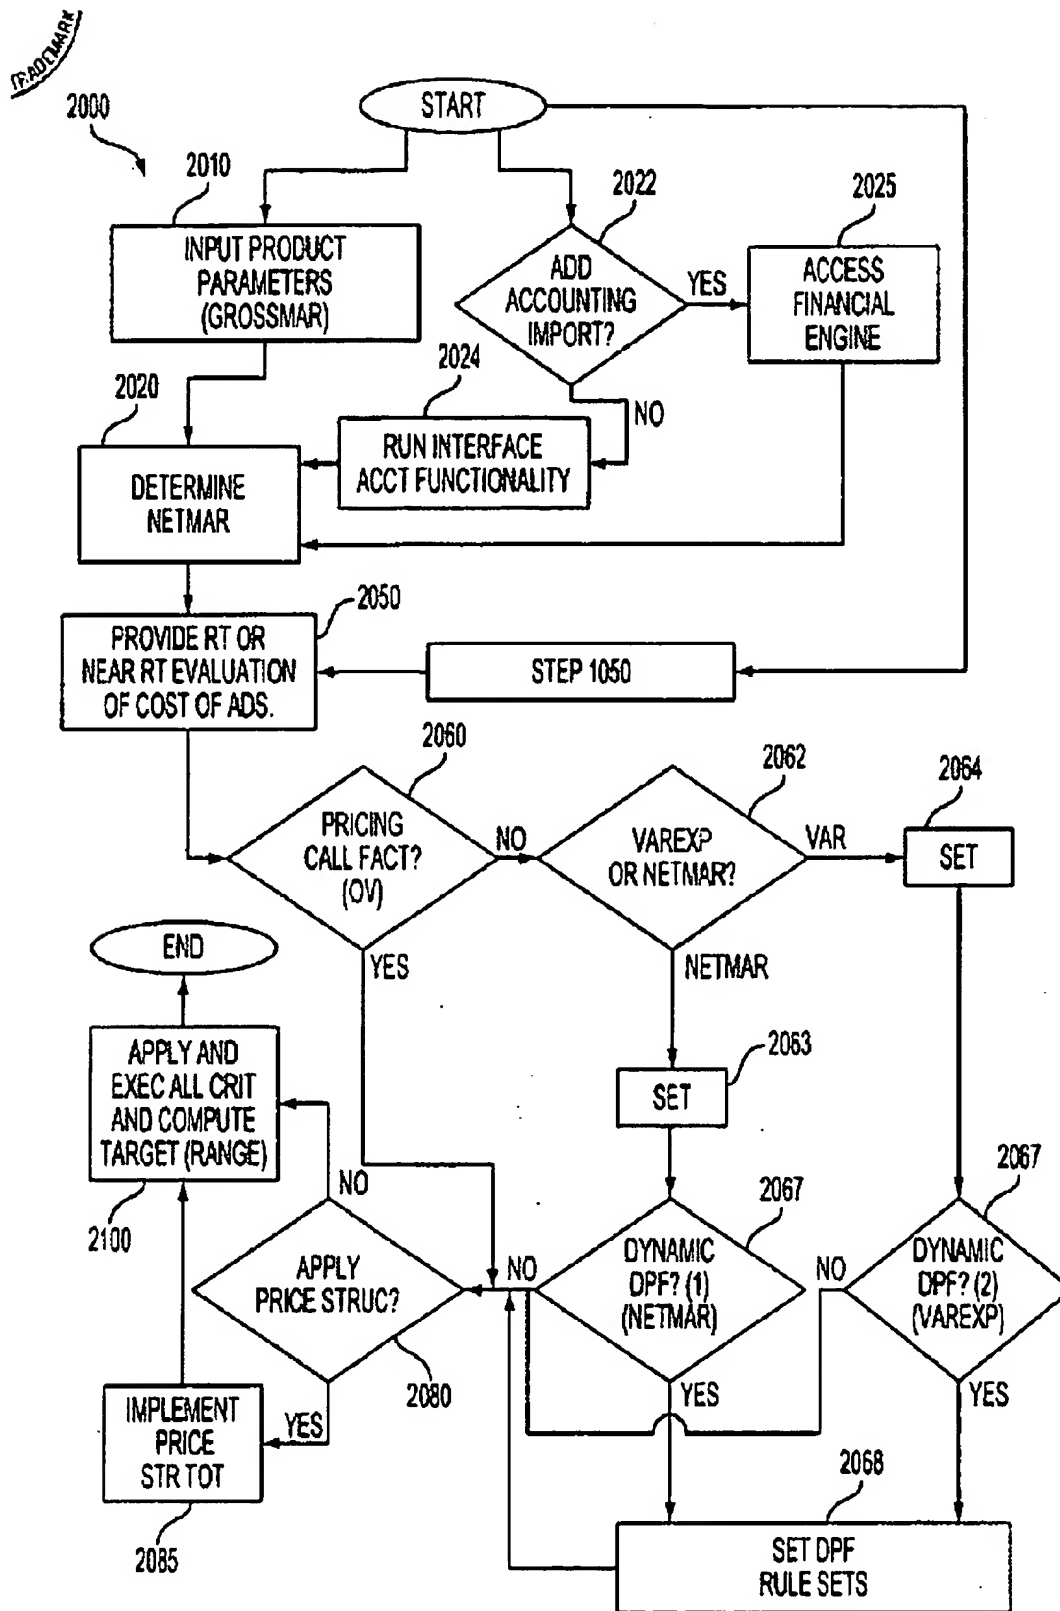 TRADEMARK
2000
START
2010
INPUT PRODUCT
PARAMETERS
(GROSSMAR)
2022
ADD
ACCOUNTING
IMPORT?
YES
NO
2025
ACCESS
FINANCIAL
ENGINE
2024
RUN INTERFACE
ACCT FUNCTIONALITY
2020
DETERMINE
NETMAR
2050
PROVIDE RT OR
NEAR RT EVALUATION
OF COST OF ADS.
STEP 1050
2060
PRICING
CALL FACT?
(OV)
NO
YES
2062
VAREXP
OR NETMAR?
VAR
NETMAR
2064
SET
2063
SET
END
APPLY AND
EXEC ALL CRIT
AND COMPUTE
TARGET (RANGE)
2100
NO
APPLY
PRICE STRUC?
2080
YES
IMPLEMENT
PRICE
STR TOT
2085
2067
DYNAMIC
DPF? (1)
(NETMAR)
NO
YES
2067
DYNAMIC
DPF? (2)
(VAREXP)
NO
YES
2068
SET DPF
RULE SETS